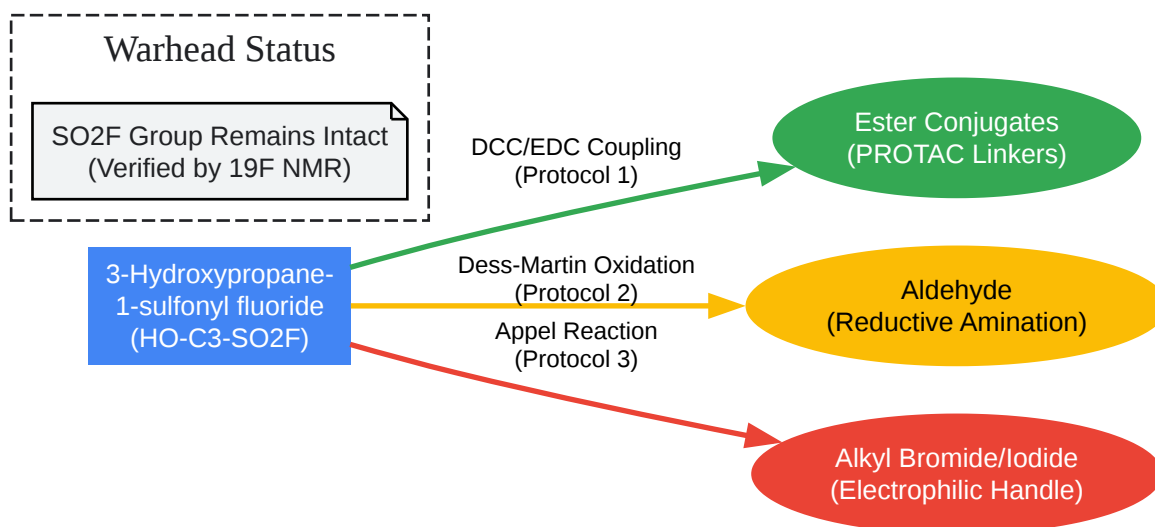 Warhead Status
SO2F Group Remains Intact
(Verified by 19F NMR)
3-Hydroxypropane-
1-sulfonyl fluoride
(HO-C3-SO2F)
DCC/EDC Coupling
(Protocol 1)
Dess-Martin Oxidation
(Protocol 2)
Appel Reaction
(Protocol 3)
Ester Conjugates
(PROTAC Linkers)
Aldehyde
(Reductive Amination)
Alkyl Bromide/Iodide
(Electrophilic Handle)